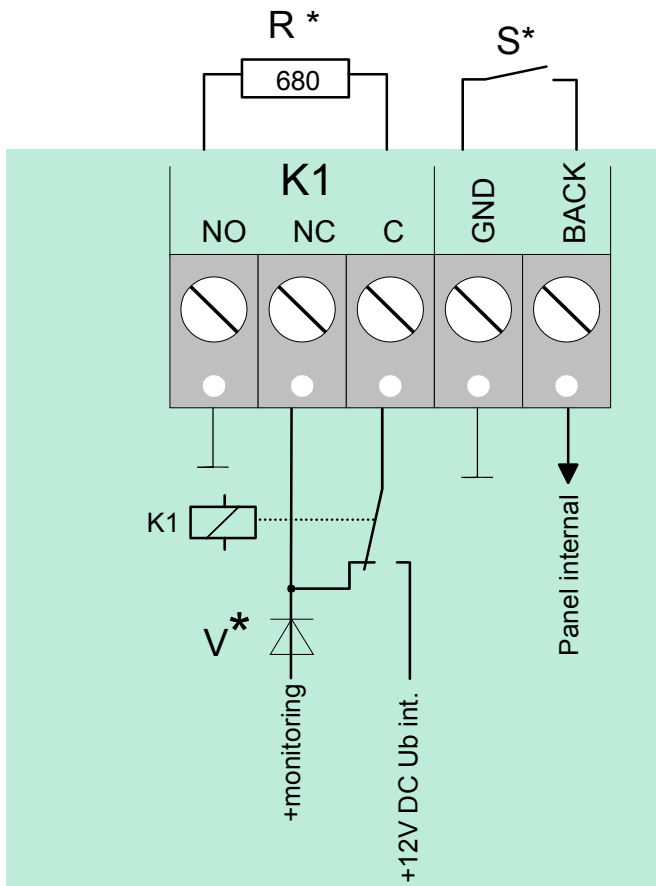 R *
S*
680
K1
NO
NC
C
GND
BACK
K1
V*
+monitoring
+12V DC Ub int.
Panel internal